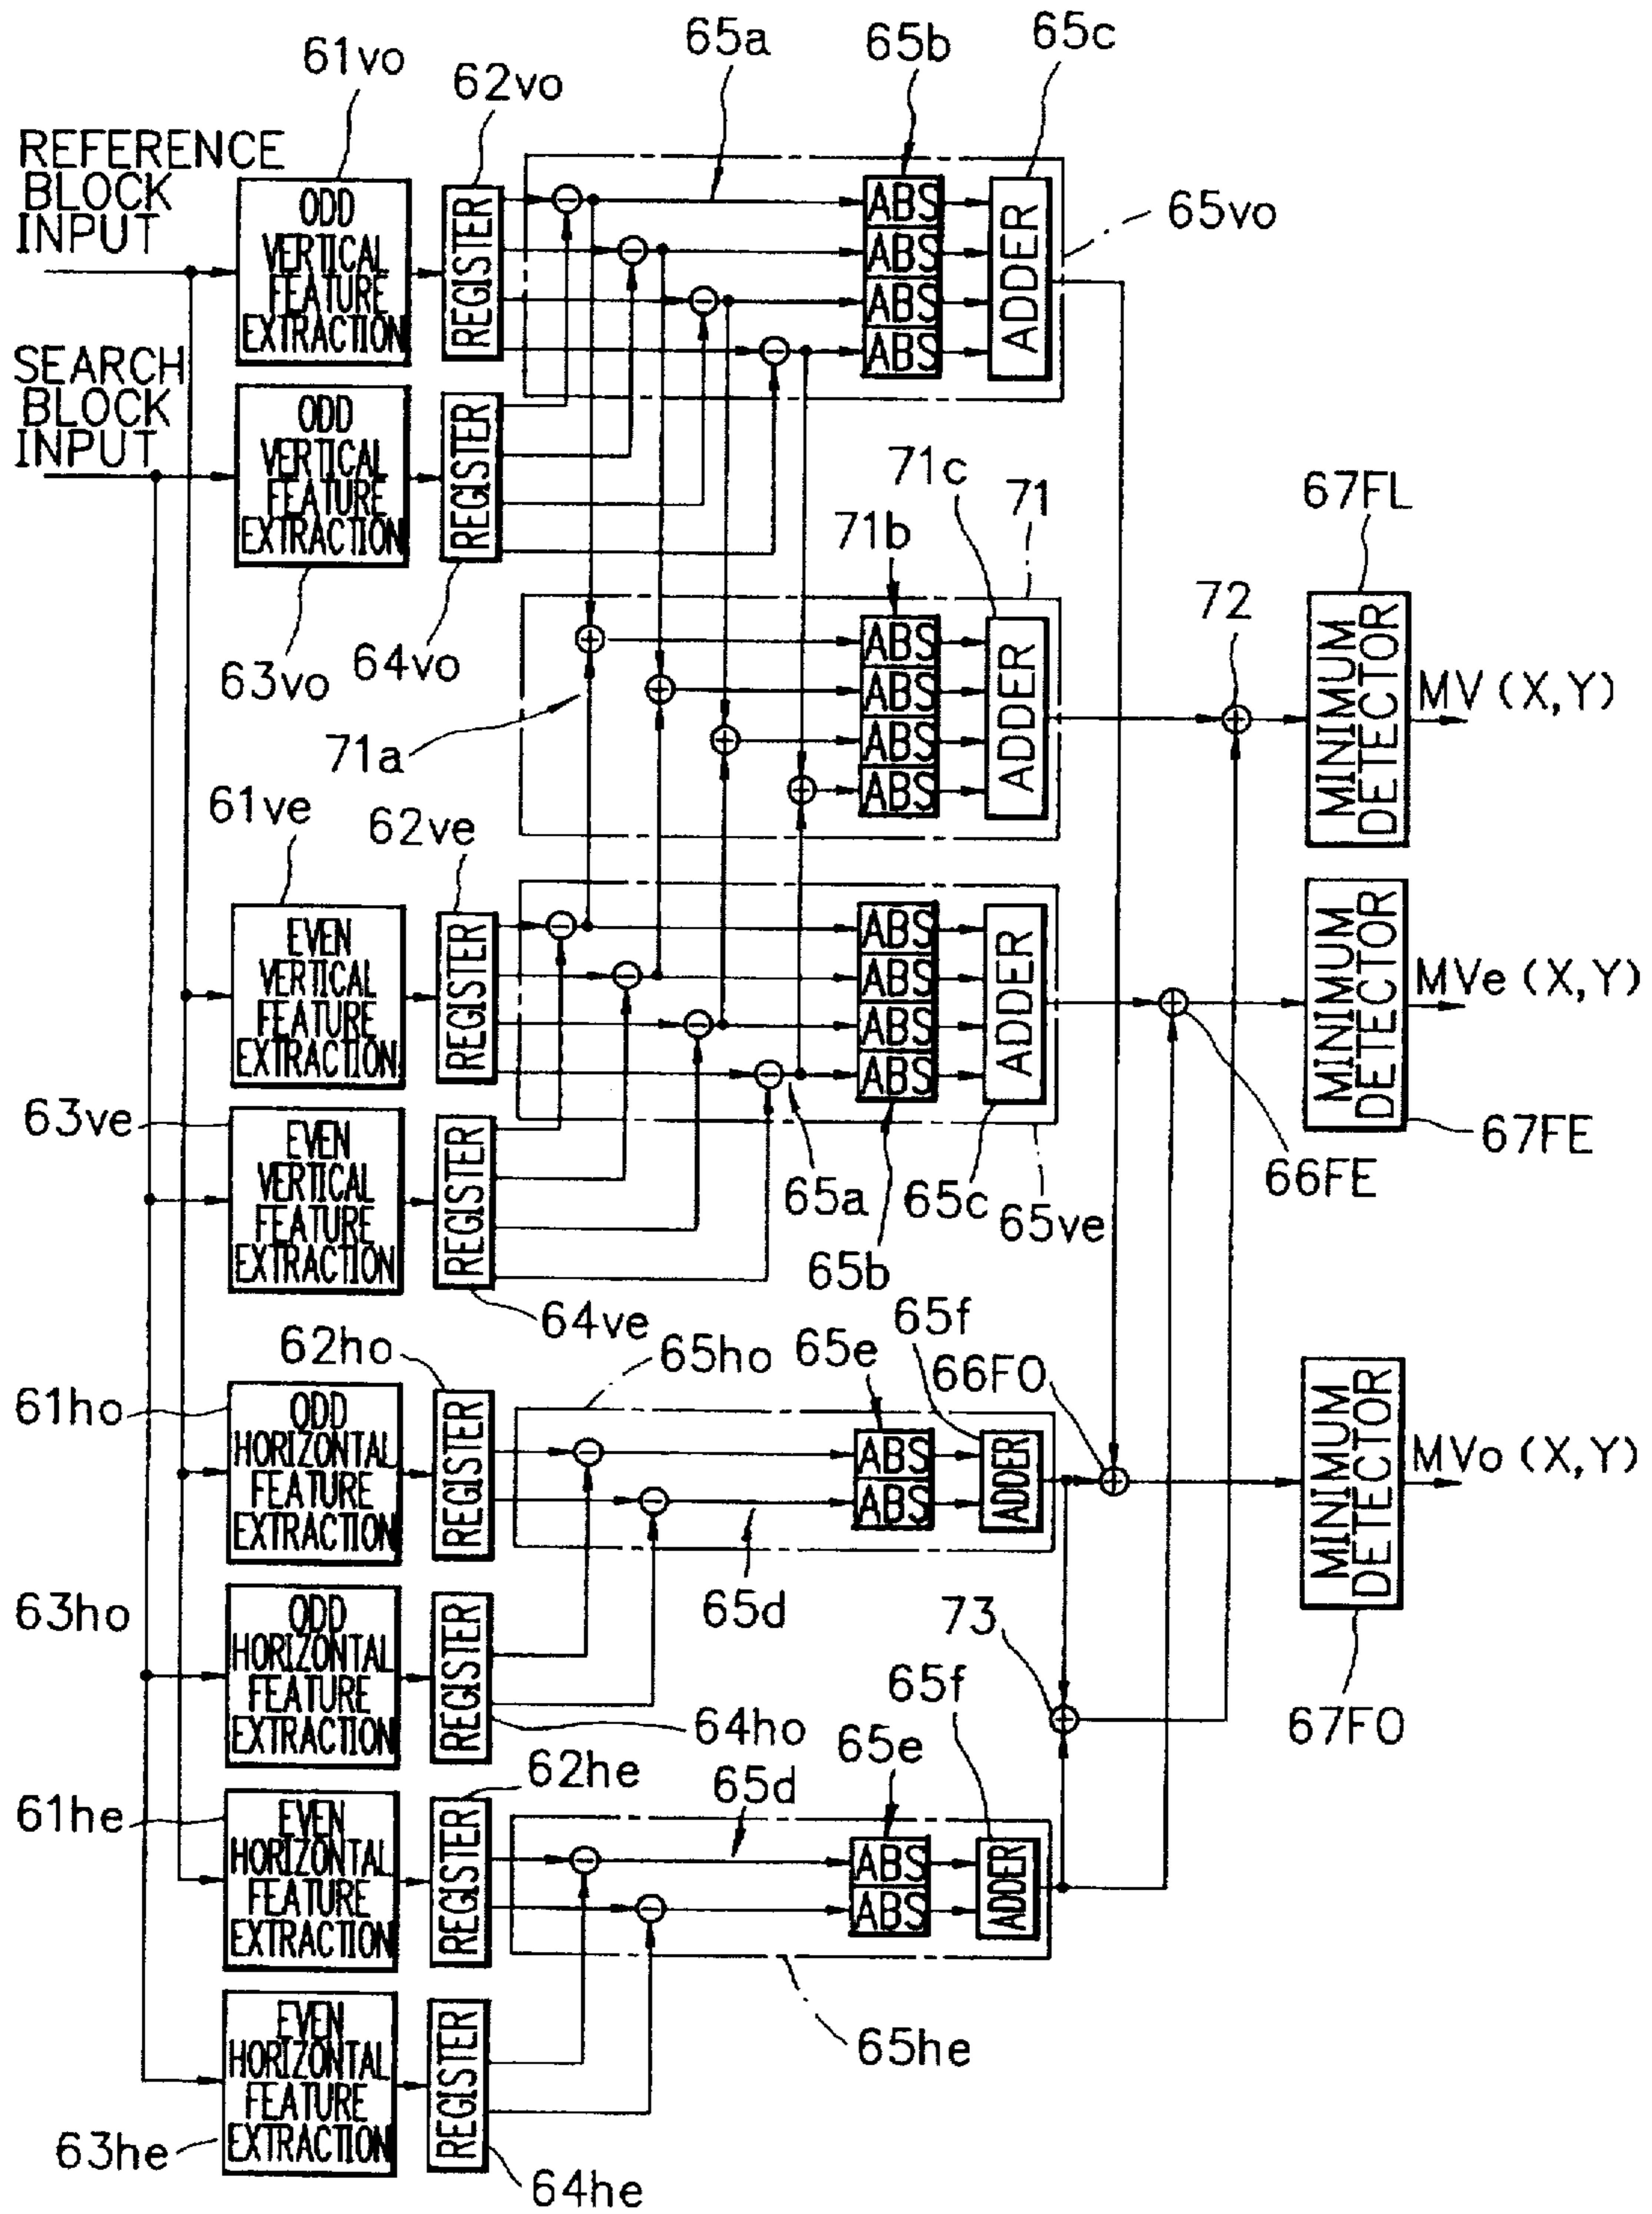 65a
65b
65c
61vo
62vo
REFERENCE
BLOCK
INPUT
ODD
VERTICAL
FEATURE
EXTRACTION
REGISTER
ABS
ABS
ABS
ABS
ADDER
65vo
SEARCH
BLOCK
INPUT
ODD
VERTICAL
FEATURE
EXTRACTION
REGISTER
63vo
64vo
71c
71
71b
67FL
72
ABS
ABS
ABS
ABS
ADDER
MINIMUM
DETECTOR
MV (X,Y)
71a
61ve
62ve
EVEN
VERTICAL
FEATURE
EXTRACTION
REGISTER
ABS
ABS
ABS
ABS
ADDER
MINIMUM
DETECTOR
MVe (X,Y)
67FE
66FE
63ve
EVEN
VERTICAL
FEATURE
EXTRACTION
REGISTER
65a
65c
65ve
65b
64ve
65f
62ho
65ho
65e
66FO
61ho
ODD
HORIZONTAL
FEATURE
EXTRACTION
REGISTER
ABS
ABS
ADDER
MINIMUM
DETECTOR
MVo (X,Y)
65d
63ho
ODD
HORIZONTAL
FEATURE
EXTRACTION
REGISTER
64ho
73
65f
67FO
65e
62he
65d
61he
EVEN
HORIZONTAL
FEATURE
EXTRACTION
REGISTER
ABS
ABS
ADDER
65he
EVEN
HORIZONTAL
FEATURE
EXTRACTION
REGISTER
63he
64he